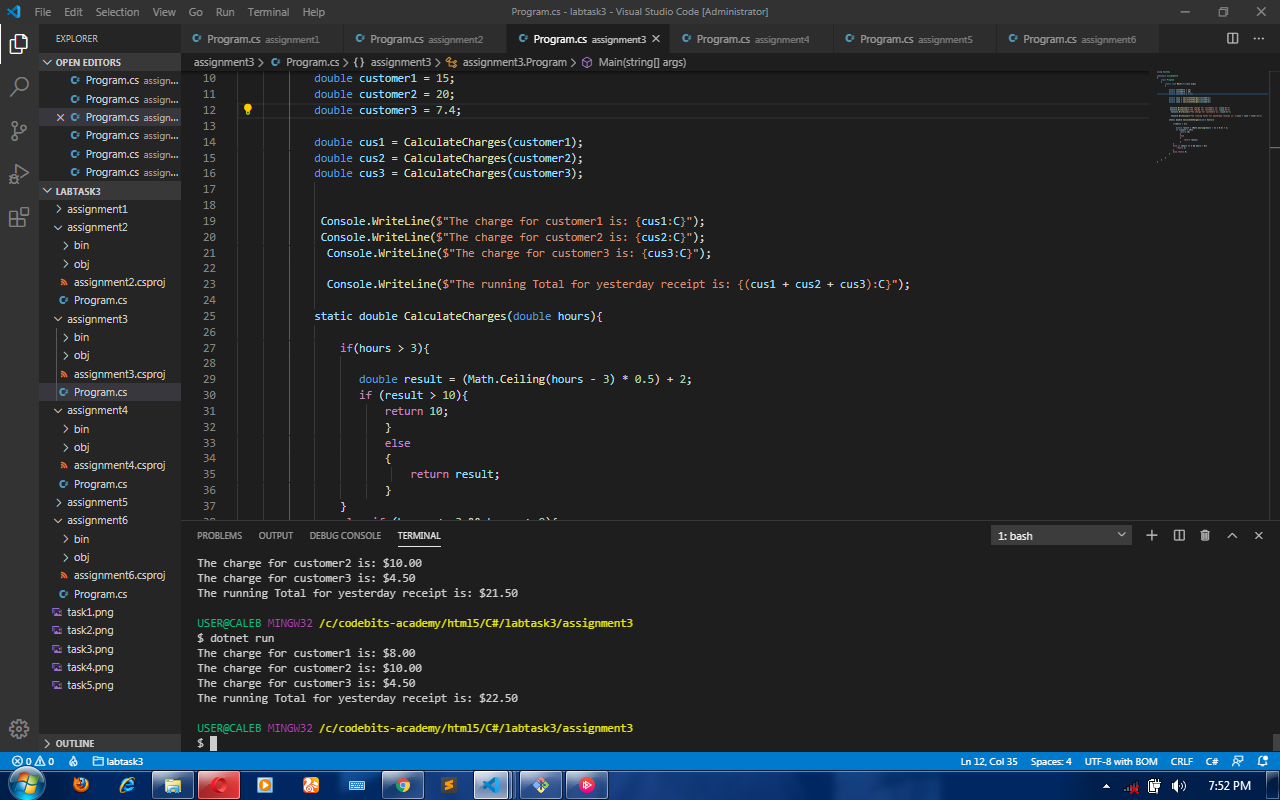 File Edit Selection View Go Run Terminal Help
Program.cs - labtask3 - Visual Studio Code [Administrator]
EXPLORER
Program.cs assignment1
Program.cs assignment2
Program.cs assignment3
Program.cs assignment4
Program.cs assignment5
Program.cs assignment6
OPEN EDITORS
Program.cs assign...
Program.cs assign...
Program.cs assign...
Program.cs assign...
Program.cs assign...
Program.cs assign...
LABTASK3
assignment1
assignment2
bin
obj
assignment2.csproj
Program.cs
assignment3
bin
obj
assignment3.csproj
Program.cs
assignment4
bin
obj
assignment4.csproj
Program.cs
assignment5
assignment6
bin
obj
assignment6.csproj
Program.cs
task1.png
task2.png
task3.png
task4.png
task5.png
OUTLINE
assignment3 > Program.cs > {} assignment3 > assignment3.Program > Main(string[] args)
10 double customer1 = 15;
11 double customer2 = 20;
12 double customer3 = 7.4;
13
14 double cus1 = CalculateCharges(customer1);
15 double cus2 = CalculateCharges(customer2);
16 double cus3 = CalculateCharges(customer3);
17
18
19 Console.WriteLine($"The charge for customer1 is: {cus1:C}");
20 Console.WriteLine($"The charge for customer2 is: {cus2:C}");
21 Console.WriteLine($"The charge for customer3 is: {cus3:C}");
22
23 Console.WriteLine($"The running Total for yesterday receipt is: {(cus1 + cus2 + cus3):C}");
24
25 static double CalculateCharges(double hours){
26
27 if(hours > 3){
28
29 double result = (Math.Ceiling(hours - 3) * 0.5) + 2;
30 if (result > 10){
31 return 10;
32 }
33 else
34 {
35 return result;
36 }
37 }
PROBLEMS OUTPUT DEBUG CONSOLE TERMINAL
1: bash
The charge for customer2 is: $10.00
The charge for customer3 is: $4.50
The running Total for yesterday receipt is: $21.50
USER@CALEB MINGW32 /c/codebits-academy/html5/C#/labtask3/assignment3
$ dotnet run
The charge for customer1 is: $8.00
The charge for customer2 is: $10.00
The charge for customer3 is: $4.50
The running Total for yesterday receipt is: $22.50
USER@CALEB MINGW32 /c/codebits-academy/html5/C#/labtask3/assignment3
$
0 0 labtask3
Ln 12, Col 35 Spaces: 4 UTF-8 with BOM CRLF C#
7:52 PM